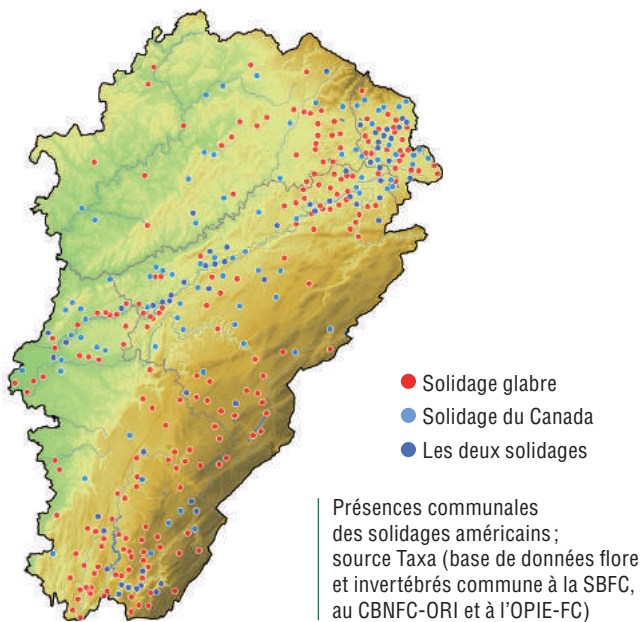 Solidage glabre
Solidage du Canada
Les deux solidages
Présences communales
des solidages américains ;
source Taxa (base de données flore
et invertébrés commune à la SBFC,
au CBNFC-ORI et à l'OPIE-FC)